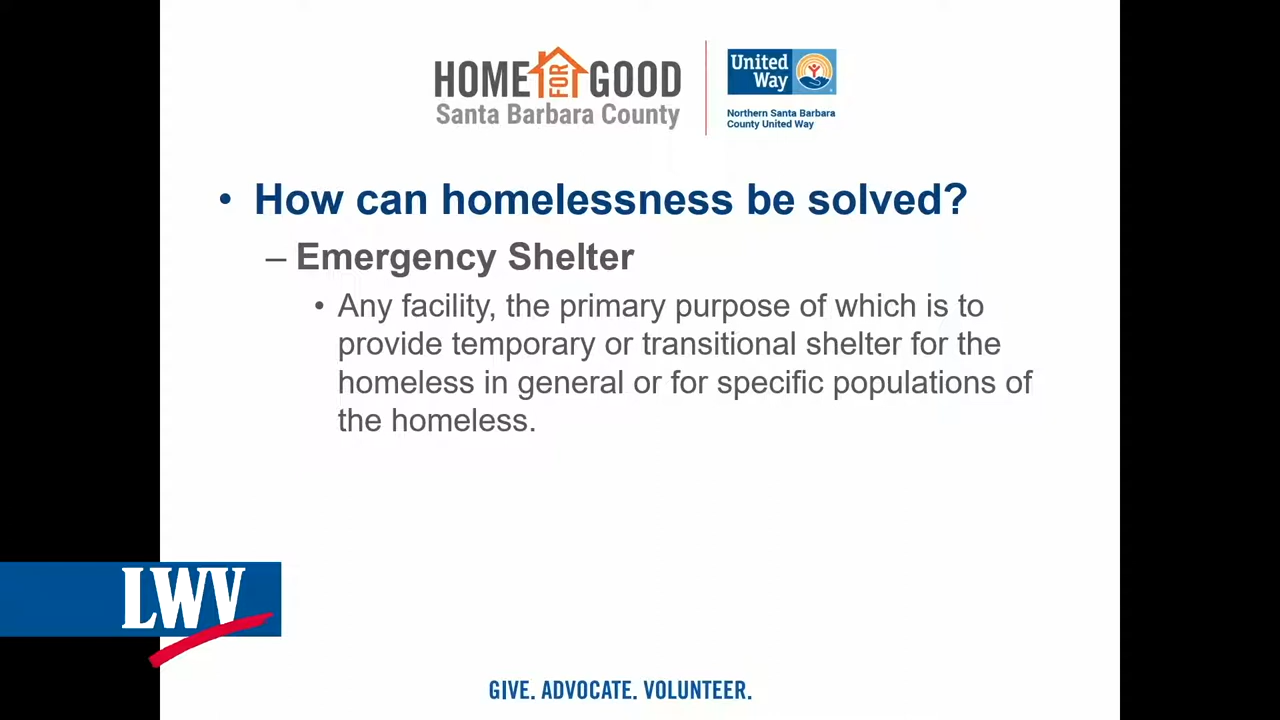 HOME FOR GOOD
Santa Barbara County
United
Way
Northern Santa Barbara
County United Way
• How can homelessness be solved?
– Emergency Shelter
• Any facility, the primary purpose of which is to
provide temporary or transitional shelter for the
homeless in general or for specific populations of
the homeless.
LWV
GIVE. ADVOCATE. VOLUNTEER.